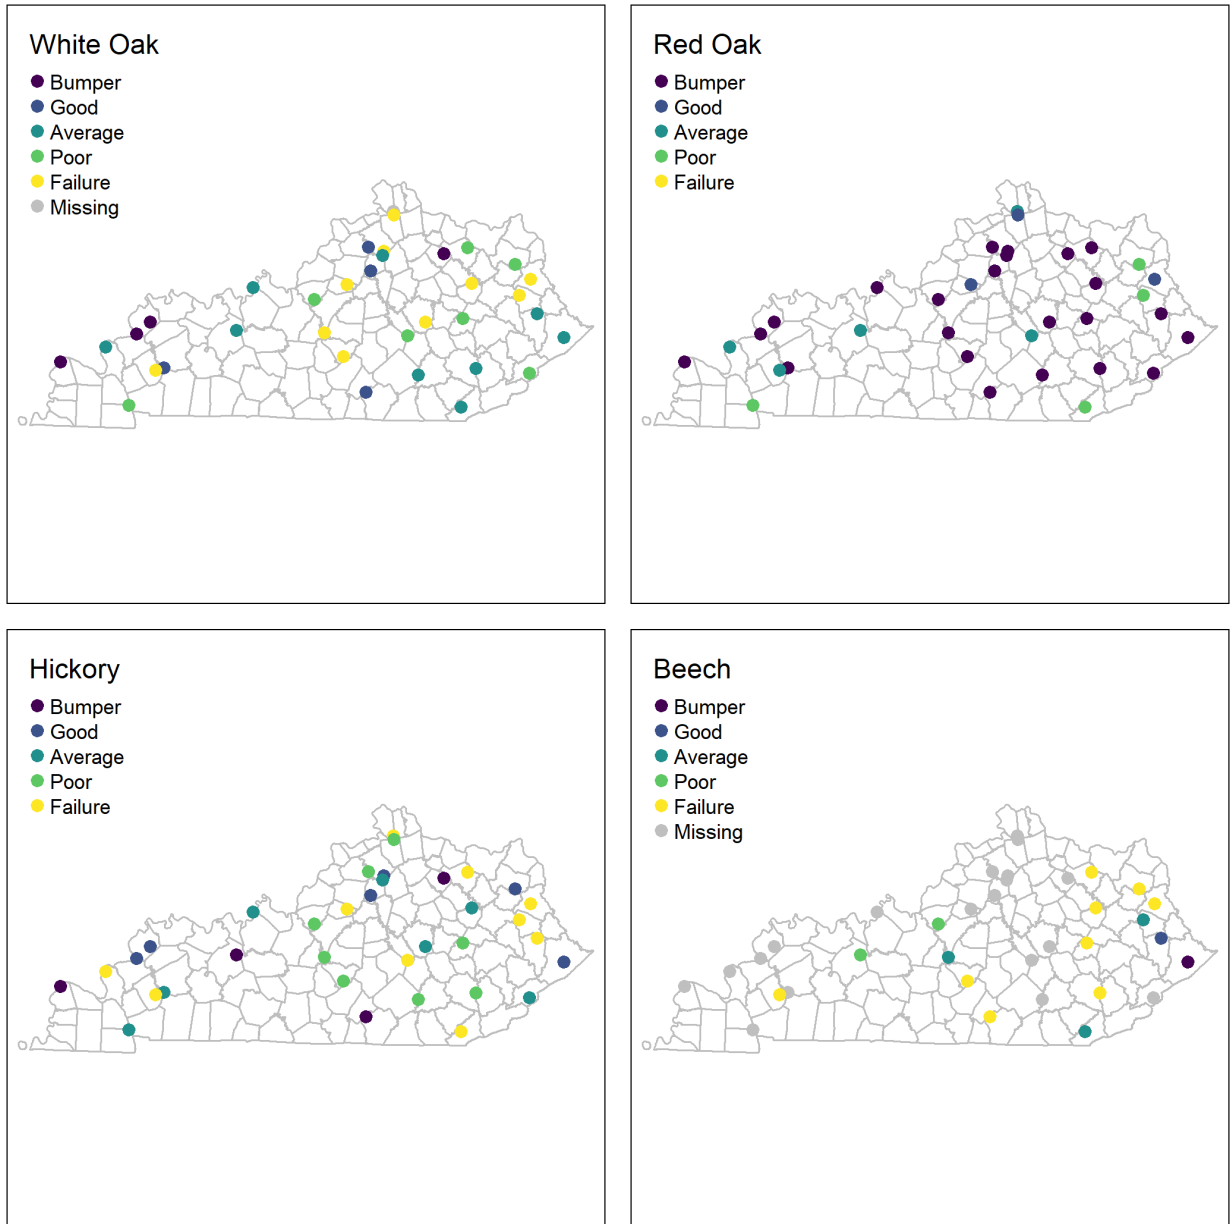 White Oak
Bumper
Good
Average
Poor
Failure
Missing
Red Oak
Bumper
Good
Average
Poor
Failure
Hickory
Bumper
Good
Average
Poor
Failure
Beech
Bumper
Good
Average
Poor
Failure
Missing